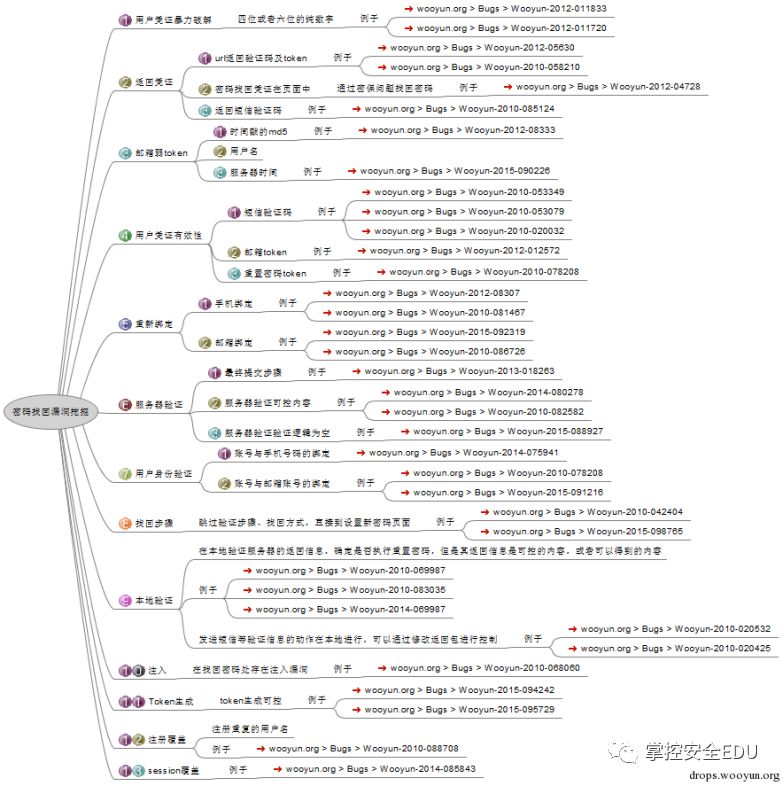 密码找回漏洞挖掘
1 用户凭证暴力破解 四位或者六位的纯数字 例子
wooyun.org > Bugs > Wooyun-2012-011833
wooyun.org > Bugs > Wooyun-2012-011720
2 返回凭证
1 url返回验证码及token 例子
wooyun.org > Bugs > Wooyun-2012-05630
wooyun.org > Bugs > Wooyun-2010-058210
2 密码找回凭证在页面中 通过密保问题找回密码 例子 wooyun.org > Bugs > Wooyun-2012-04728
3 返回短信验证码 例子 wooyun.org > Bugs > Wooyun-2010-085124
3 邮箱弱token
1 时间戳的md5 例子 wooyun.org > Bugs > Wooyun-2012-08333
2 用户名
3 服务器时间 例子 wooyun.org > Bugs > Wooyun-2015-090226
4 用户凭证有效性
1 短信验证码 例子
wooyun.org > Bugs > Wooyun-2010-053349
wooyun.org > Bugs > Wooyun-2010-053079
wooyun.org > Bugs > Wooyun-2010-020032
2 邮箱token 例子 wooyun.org > Bugs > Wooyun-2012-012572
3 重置密码token 例子 wooyun.org > Bugs > Wooyun-2010-078208
5 重新绑定
1 手机绑定 例子
wooyun.org > Bugs > Wooyun-2012-08307
wooyun.org > Bugs > Wooyun-2010-081467
2 邮箱绑定 例子
wooyun.org > Bugs > Wooyun-2015-092319
wooyun.org > Bugs > Wooyun-2010-086726
6 服务器验证
1 最终提交步骤 例子 wooyun.org > Bugs > Wooyun-2013-018263
2 服务器验证可控内容 例子
wooyun.org > Bugs > Wooyun-2014-080278
wooyun.org > Bugs > Wooyun-2010-082582
3 服务器验证验证逻辑为空 例子 wooyun.org > Bugs > Wooyun-2015-088927
7 用户身份验证
1 账号与手机号码的绑定 wooyun.org > Bugs > Wooyun-2014-075941
2 账号与邮箱账号的绑定 例子
wooyun.org > Bugs > Wooyun-2010-078208
wooyun.org > Bugs > Wooyun-2015-091216
8 找回步骤 跳过验证步骤、找回方式，直接到设置新密码页面 例子
wooyun.org > Bugs > Wooyun-2010-042404
wooyun.org > Bugs > Wooyun-2015-098765
9 本地验证
在本地验证服务器的返回信息，确定是否执行重置密码，但是其返回信息是可控的内容，或者可以得到的内容
例子
wooyun.org > Bugs > Wooyun-2010-069987
wooyun.org > Bugs > Wooyun-2010-083035
wooyun.org > Bugs > Wooyun-2014-069987
发送短信等验证信息的动作在本地进行，可以通过修改返回包进行控制 例子
wooyun.org > Bugs > Wooyun-2010-020532
wooyun.org > Bugs > Wooyun-2010-020425
10 注入 在找回密码处存在注入漏洞 例子 wooyun.org > Bugs > Wooyun-2010-068060
11 Token生成 token生成可控 例子
wooyun.org > Bugs > Wooyun-2015-094242
wooyun.org > Bugs > Wooyun-2015-095729
12 注册覆盖
注册重复的用户名
例子 wooyun.org > Bugs > Wooyun-2010-088708
13 session覆盖 例子 wooyun.org > Bugs > Wooyun-2014-085843
掌控安全EDU
drops.wooyun.org